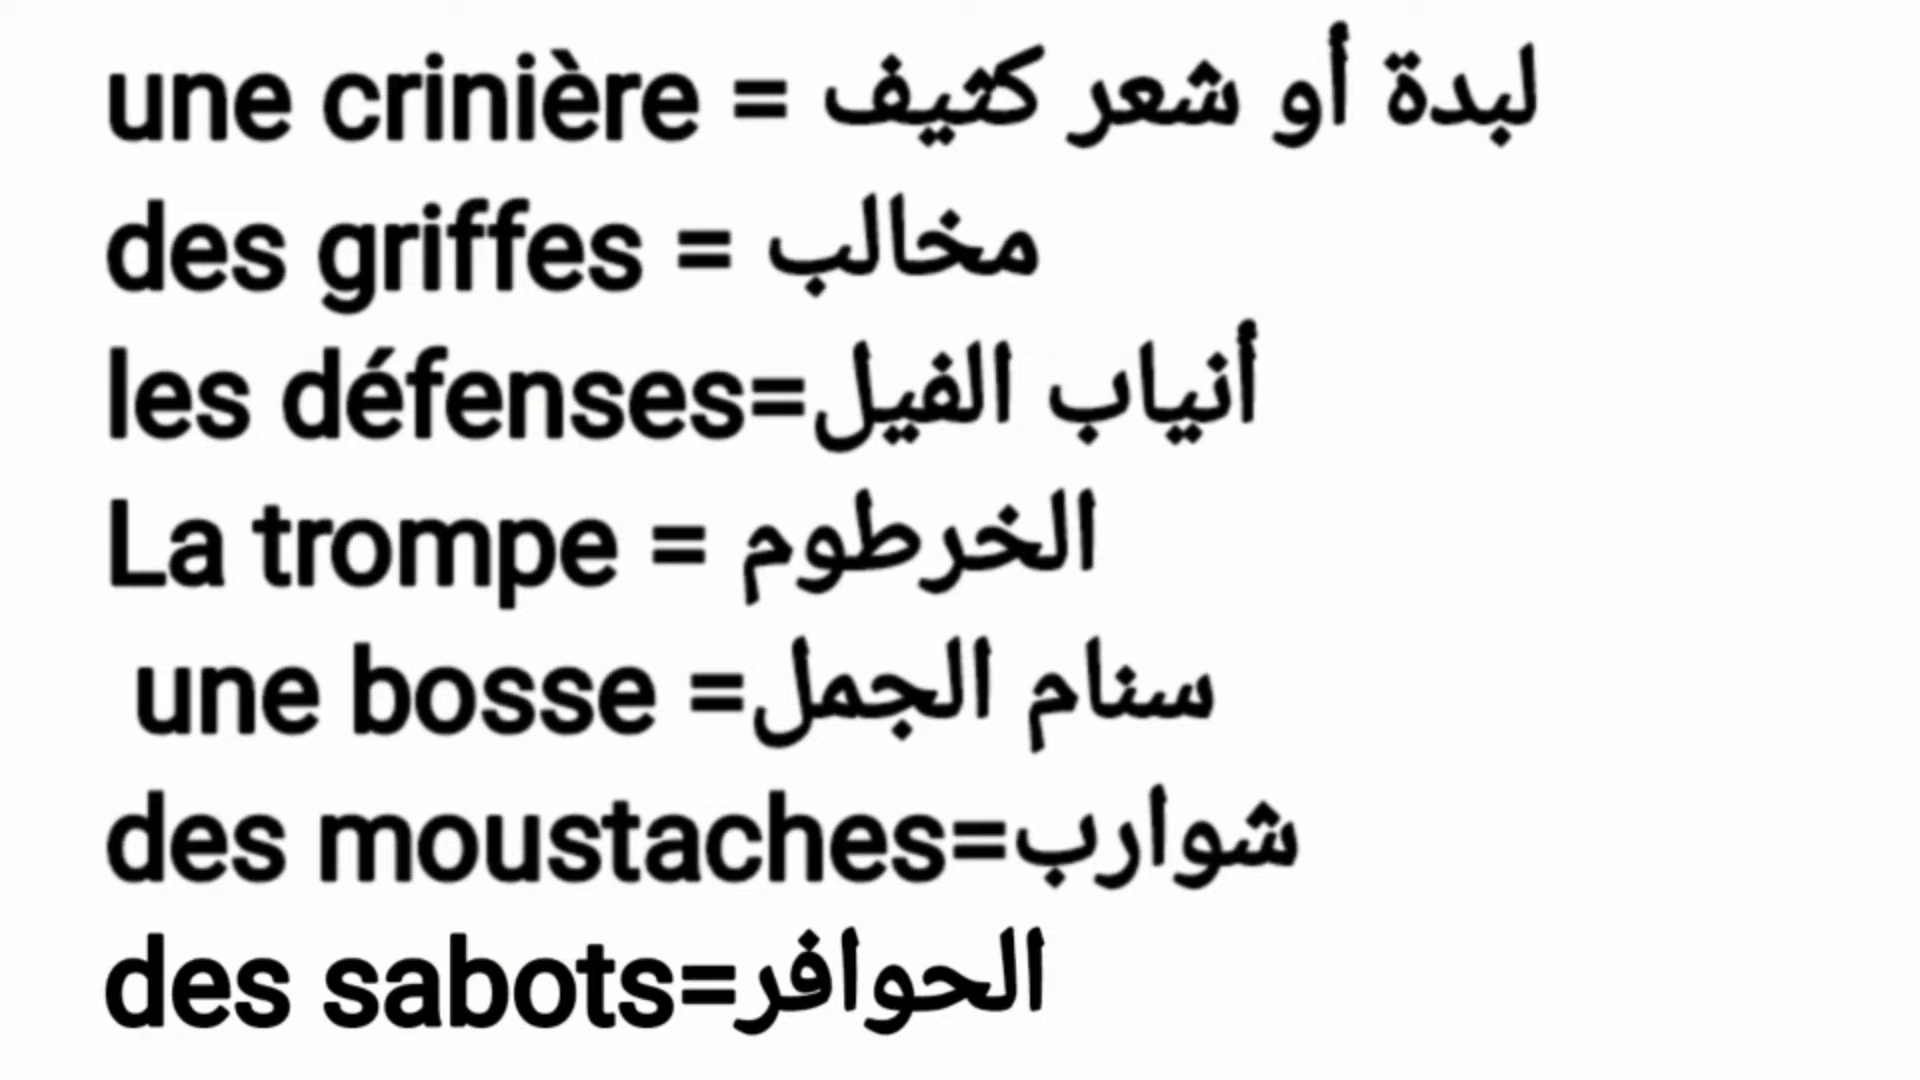 une crinière = لبدة أو شعر كثيف
des griffes = مخالب
les défenses=أنياب الفيل
La trompe = الخرطوم
une bosse =سنام الجمل
des moustaches=شوارب
des sabots=الحوافر